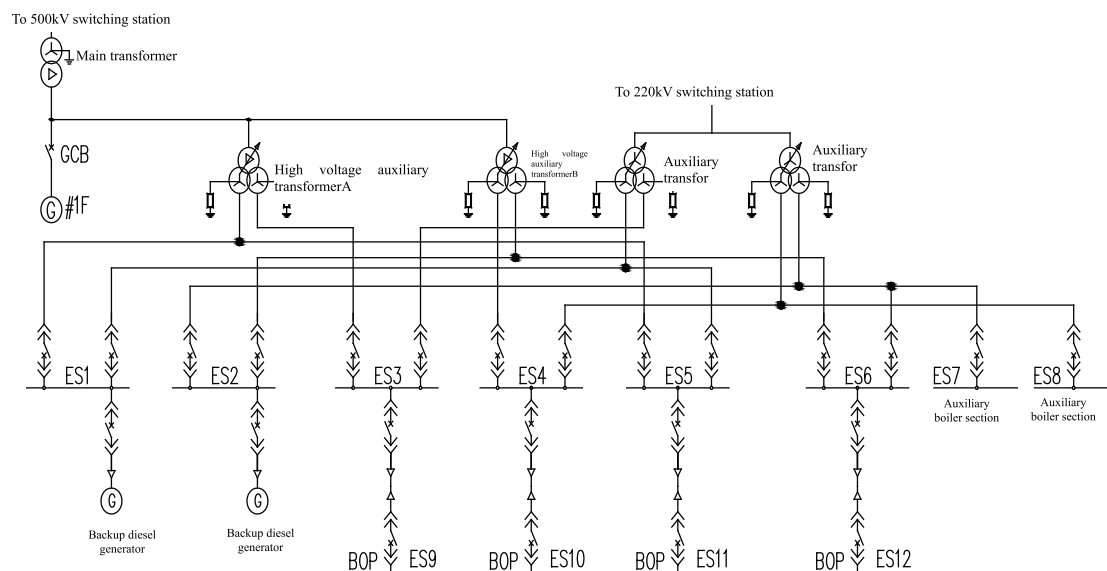 To 500kV switching station
Main transformer
To 220kV switching station
GCB
#1F
G
High voltage auxiliary
transformerA
High voltage
auxiliary
transformerB
Auxiliary
transfor
Auxiliary
transfor
ES1
ES2
ES3
ES4
ES5
ES6
ES7
ES8
Auxiliary
boiler section
Auxiliary
boiler section
G
G
Backup diesel
generator
Backup diesel
generator
BOP ES9
BOP ES10
BOP ES11
BOP ES12